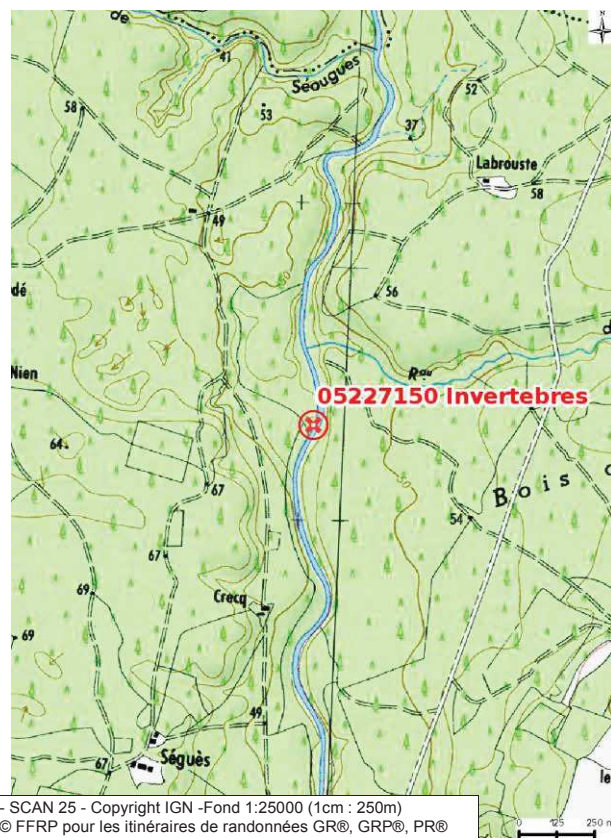 N
de
41
Séougues
52
58
53
37
Labrouste
58
49
56
dé
Rau
d
Nien
05227150 Invertebres
64
67
Bois
54
67
69
Crecq
69
49
Séguès
67
le
- SCAN 25 - Copyright IGN -Fond 1:25000 (1cm : 250m)
© FFRP pour les itinéraires de randonnées GR®, GRP®, PR®
0 125 250 m